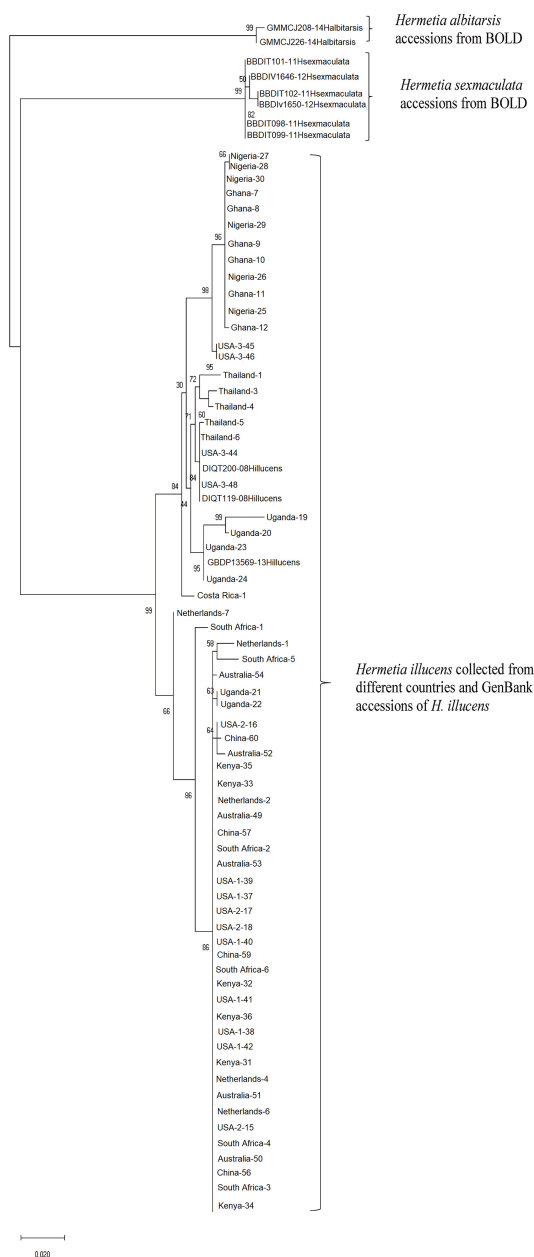 99
GMMCJ208-14Halbitarsis
GMMCJ226-14Halbitarsis
Hermetia albitarsis
accessions from BOLD
BBDIT101-11Hsexmaculata
50
BBDIV1646-12Hsexmaculata
99
BBDIT102-11Hsexmaculata
BBDIv1650-12Hsexmaculata
82
BBDIT098-11Hsexmaculata
BBDIT099-11Hsexmaculata
Hermetia sexmaculata
accessions from BOLD
66
Nigeria-27
Nigeria-28
Nigeria-30
Ghana-7
Ghana-8
Nigeria-29
96
Ghana-9
Ghana-10
Nigeria-26
99
Ghana-11
Nigeria-25
Ghana-12
USA-3-45
USA-3-46
95
Thailand-1
72
30
Thailand-3
Thailand-4
71
60
Thailand-5
Thailand-6
USA-3-44
DIQT200-08Hillucens
84
84
USA-3-48
44
DIQT119-08Hillucens
99
Uganda-19
Uganda-20
Uganda-23
GBDP13569-13Hillucens
95
Uganda-24
Costa Rica-1
99
Netherlands-7
South Africa-1
58
Netherlands-1
South Africa-5
Australia-54
63
Uganda-21
Uganda-22
66
USA-2-16
64
China-60
Australia-52
Kenya-35
Kenya-33
86
Netherlands-2
Australia-49
China-57
South Africa-2
Australia-53
USA-1-39
USA-1-37
USA-2-17
USA-2-18
USA-1-40
86
China-59
South Africa-6
Kenya-32
USA-1-41
Kenya-36
USA-1-38
USA-1-42
Kenya-31
Netherlands-4
Australia-51
Netherlands-6
USA-2-15
South Africa-4
Australia-50
China-56
South Africa-3
Kenya-34
Hermetia illucens collected from
different countries and GenBank
accessions of H. illucens
0.020